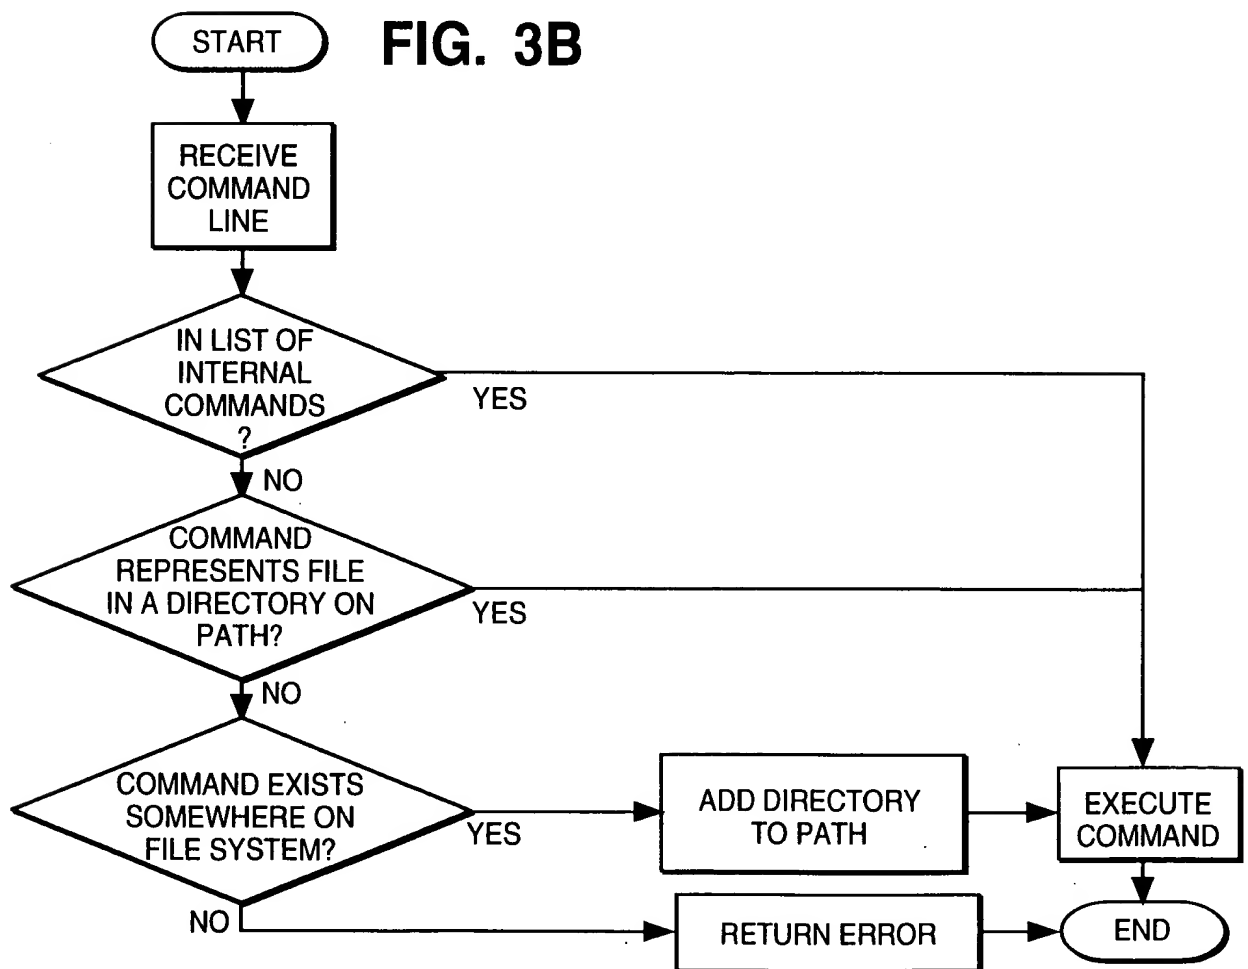 START
FIG. 3B
RECEIVE
COMMAND
LINE
IN LIST OF
INTERNAL
COMMANDS
?
YES
NO
COMMAND
REPRESENTS FILE
IN A DIRECTORY ON
PATH?
YES
NO
COMMAND EXISTS
SOMEWHERE ON
FILE SYSTEM?
YES
ADD DIRECTORY
TO PATH
EXECUTE
COMMAND
NO
RETURN ERROR
END